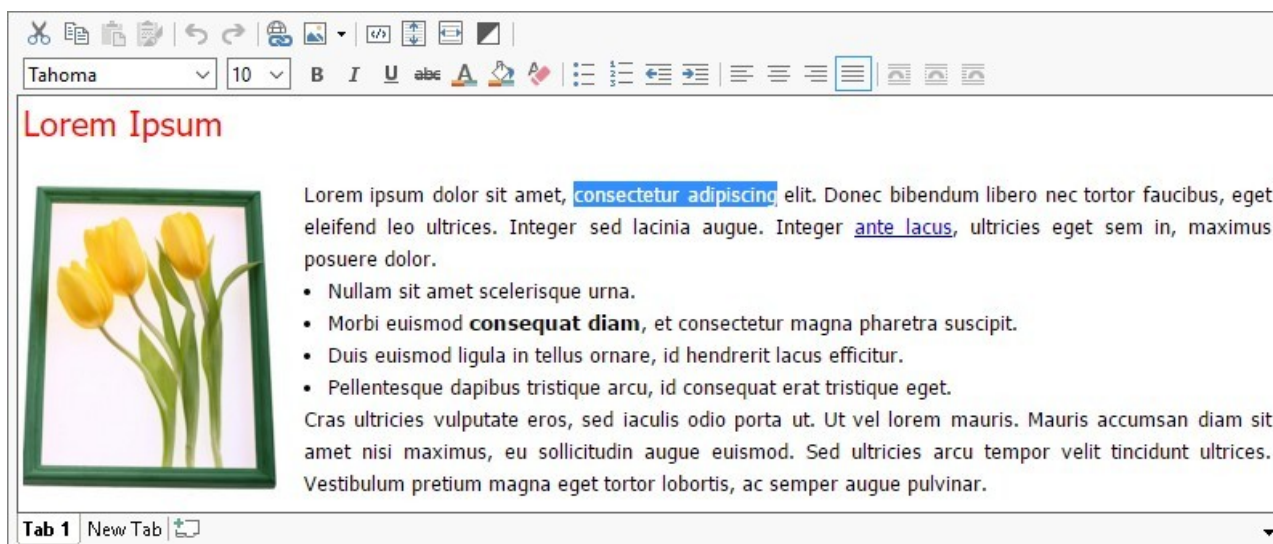 Tahoma 10 B I U abc A
Lorem Ipsum
Lorem ipsum dolor sit amet, consectetur adipiscing elit. Donec bibendum libero nec tortor faucibus, eget
eleifend leo ultrices. Integer sed lacinia augue. Integer ante lacus, ultricies eget sem in, maximus
posuere dolor.
• Nullam sit amet scelerisque urna.
• Morbi euismod consequat diam, et consectetur magna pharetra suscipit.
• Duis euismod ligula in tellus ornare, id hendrerit lacus efficitur.
• Pellentesque dapibus tristique arcu, id consequat erat tristique eget.
Cras ultricies vulputate eros, sed iaculis odio porta ut. Ut vel lorem mauris. Mauris accumsan diam sit
amet nisi maximus, eu sollicitudin augue euismod. Sed ultricies arcu tempor velit tincidunt ultrices.
Vestibulum pretium magna eget tortor lobortis, ac semper augue pulvinar.
Tab 1 New Tab